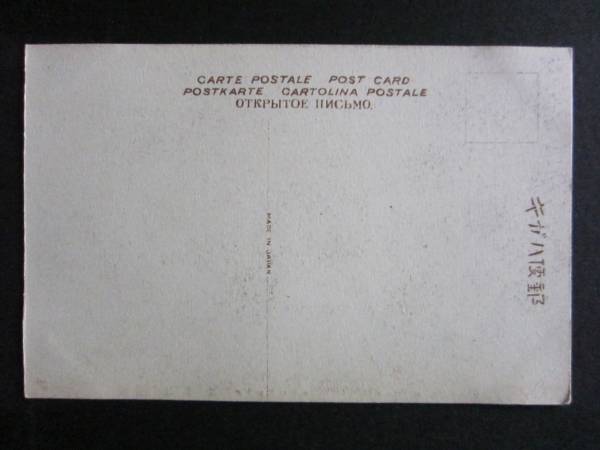 CARTE POSTALE POST CARD
POSTKARTE CARTOLINA POSTALE
ОТКРЫТОЕ ПИСЬМО.
MADE IN JAPAN
キガハ便郵